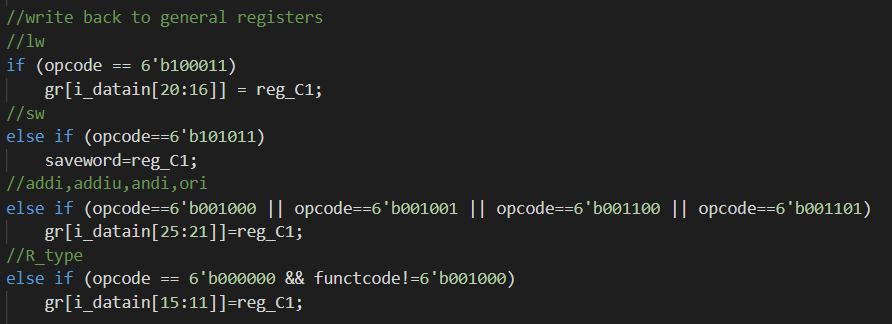 //write back to general registers
//lw
if (opcode == 6'b100011)
    gr[i_datain[20:16]] = reg_C1;
//sw
else if (opcode==6'b101011)
    saveword=reg_C1;
//addi,addiu,andi,ori
else if (opcode==6'b001000 || opcode==6'b001001 || opcode==6'b001100 || opcode==6'b001101)
    gr[i_datain[25:21]]=reg_C1;
//R_type
else if (opcode == 6'b000000 && functcode!=6'b001000)
    gr[i_datain[15:11]]=reg_C1;